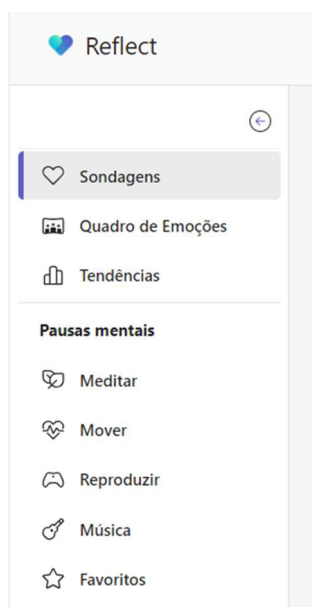 Reflect
Sondagens
Quadro de Emoções
Tendências
Pausas mentais
Meditar
Mover
Reproduzir
Música
Favoritos